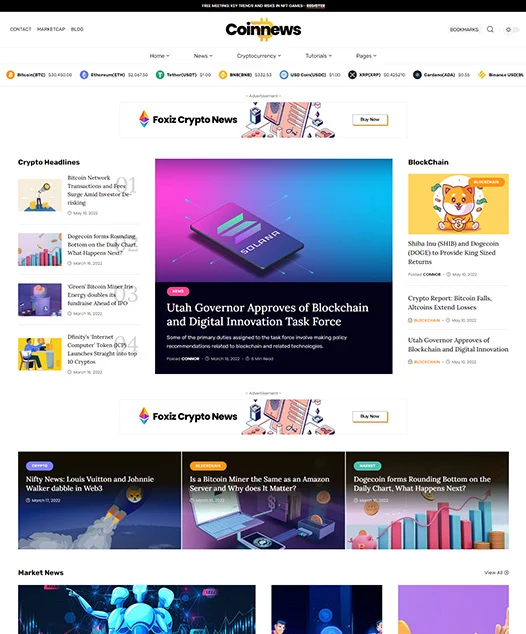 FREE MEETING: KEY TRENDS AND RISKS IN NFT GAMES- REGISTER
CONTACT MARKETCAP BLOG
Coinnews
BOOKMARKS
Home News Cryptocurrency Tutorials Pages
Bitcoin(BTC) $30,450.00 Ethereum(ETH) Tether(USDT) $1.00 BNB(BNB) $332.53 USD Coin(USDC) $1.00 XRP(XRP) $0.425210 Cardano(ADA) $0.55 Binance USD(BU
- Advertisement -
Foxiz Crypto News
Buy Now
Crypto Headlines
Bitcoin Network
Transactions and Fees
Surge Amid Investor De-
risking
01
May 10, 2022
Dogecoin forms Rounding
Bottom on the Daily Chart,
What Happens Next?
March 16, 2022
'Green' Bitcoin Miner Iris
Energy doubles its
fundraise Ahead of IPO
03
March 16, 2022
Dfinity's 'Internet
Computer' Token (ICP)
Launches Straight into top
10 Cryptos
04
March 16, 2022
SOLANA
NEWS
Utah Governor Approves of Blockchain
and Digital Innovation Task Force
Some of the primary duties assigned to the task force involve making policy
recommendations related to blockchain and related technologies.
Posted CONNOR March 16, 2022 6 Min Read
BlockChain
BLOCKCHAIN
Shiba Inu (SHIB) and Dogecoin
(DOGE) to Provide King Sized
Returns
Posted CONNOR May 10, 2022
Crypto Report: Bitcoin Falls,
Altcoins Extend Losses
BLOCKCHAIN May 10, 2022
Utah Governor Approves of
Blockchain and Digital Innovation
BLOCKCHAIN May 10, 2022
- Advertisement -
Foxiz Crypto News
Buy Now
CRYPTO
Nifty News: Louis Vuitton and Johnnie
Walker dabble in Web3
March 17, 2022
BLOCKCHAIN
Is a Bitcoin Miner the Same as an Amazon
Server and Why Does It Matter?
March 16, 2022
MARKET
Dogecoin forms Rounding Bottom on the
Daily Chart, What Happens Next?
March 16, 2022
Market News
View All